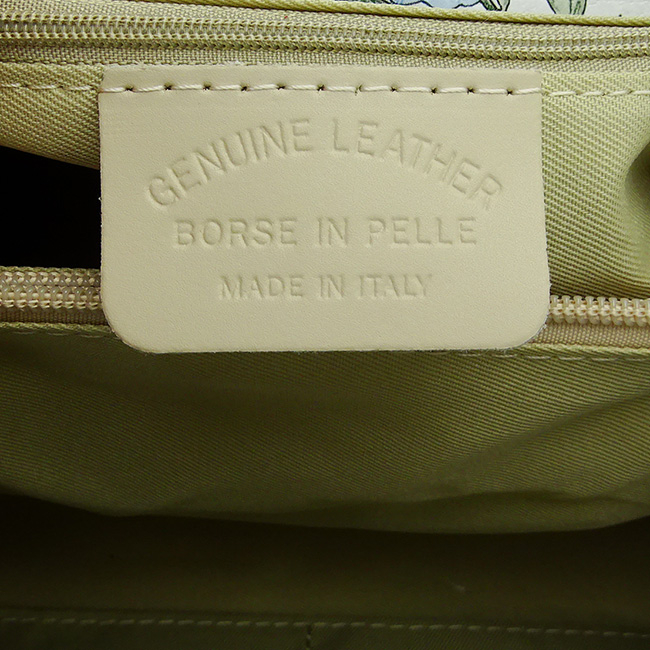 GENUINE LEATHER
BORSE IN PELLE
MADE IN ITALY